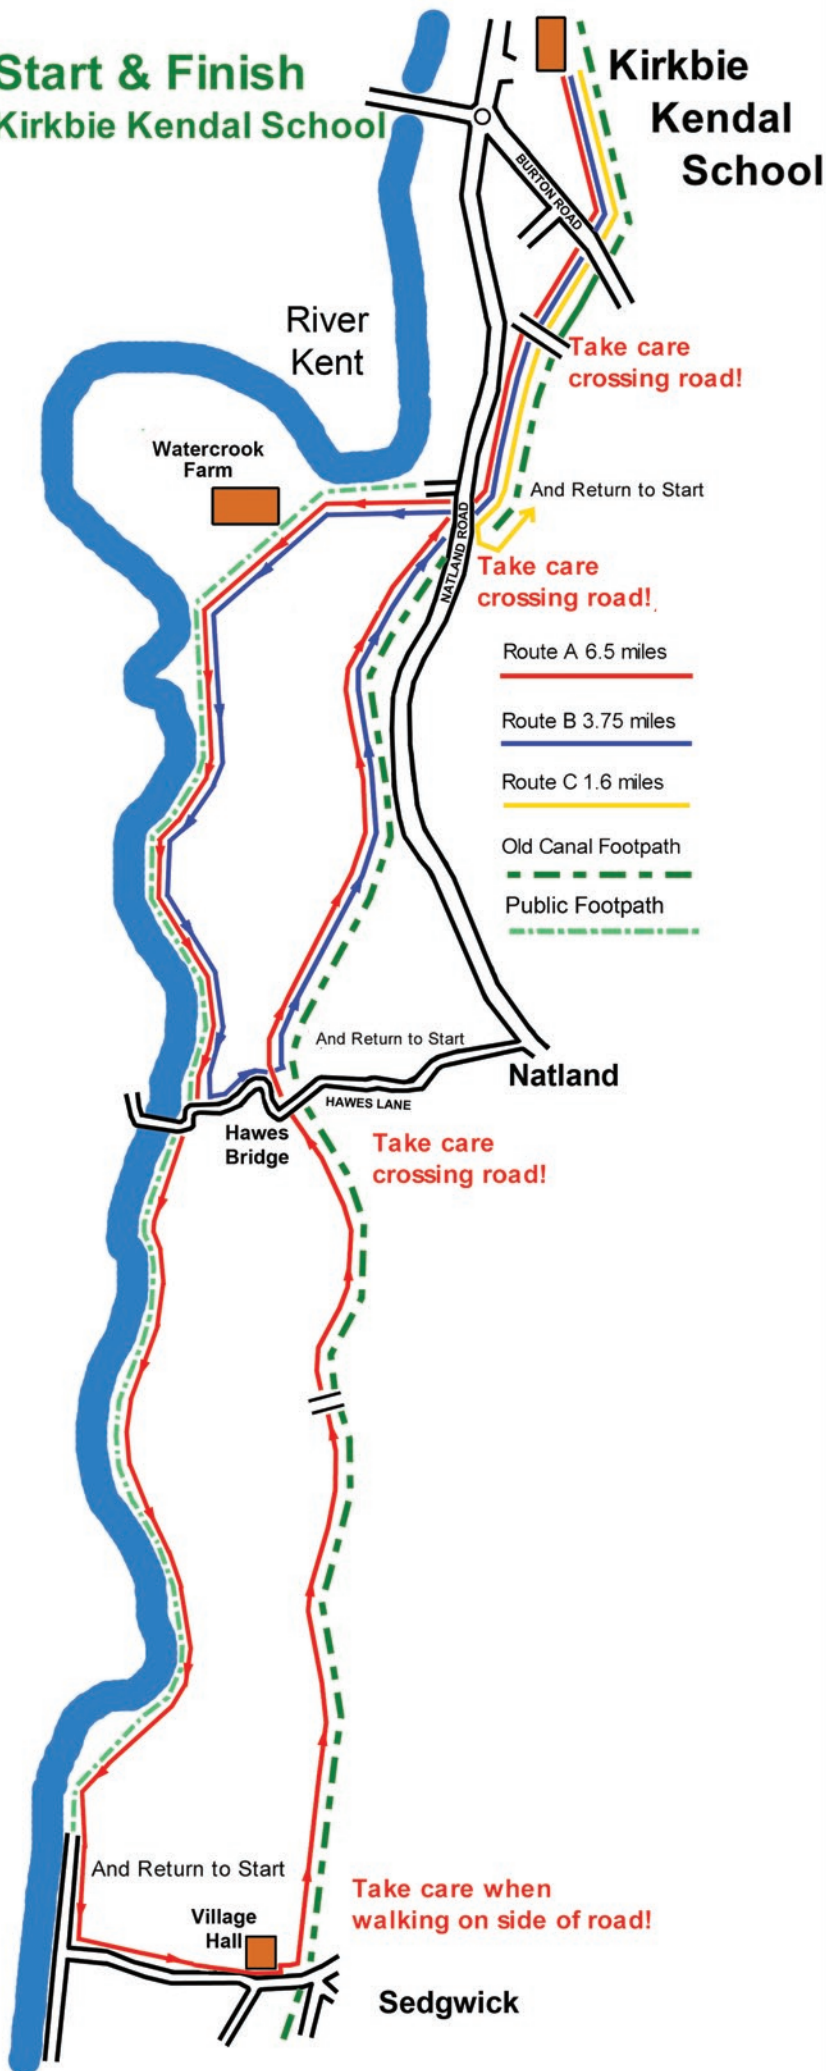 Start & Finish
Kirkbie Kendal School
Kirkbie
Kendal
School
BURTON ROAD
River
Kent
Take care
crossing road!
Watercrook
Farm
And Return to Start
NATLAND ROAD
Take care
crossing road!
Route A 6.5 miles
Route B 3.75 miles
Route C 1.6 miles
Old Canal Footpath
Public Footpath
And Return to Start
Natland
HAWES LANE
Hawes
Bridge
Take care
crossing road!
And Return to Start
Take care when
walking on side of road!
Village
Hall
Sedgwick